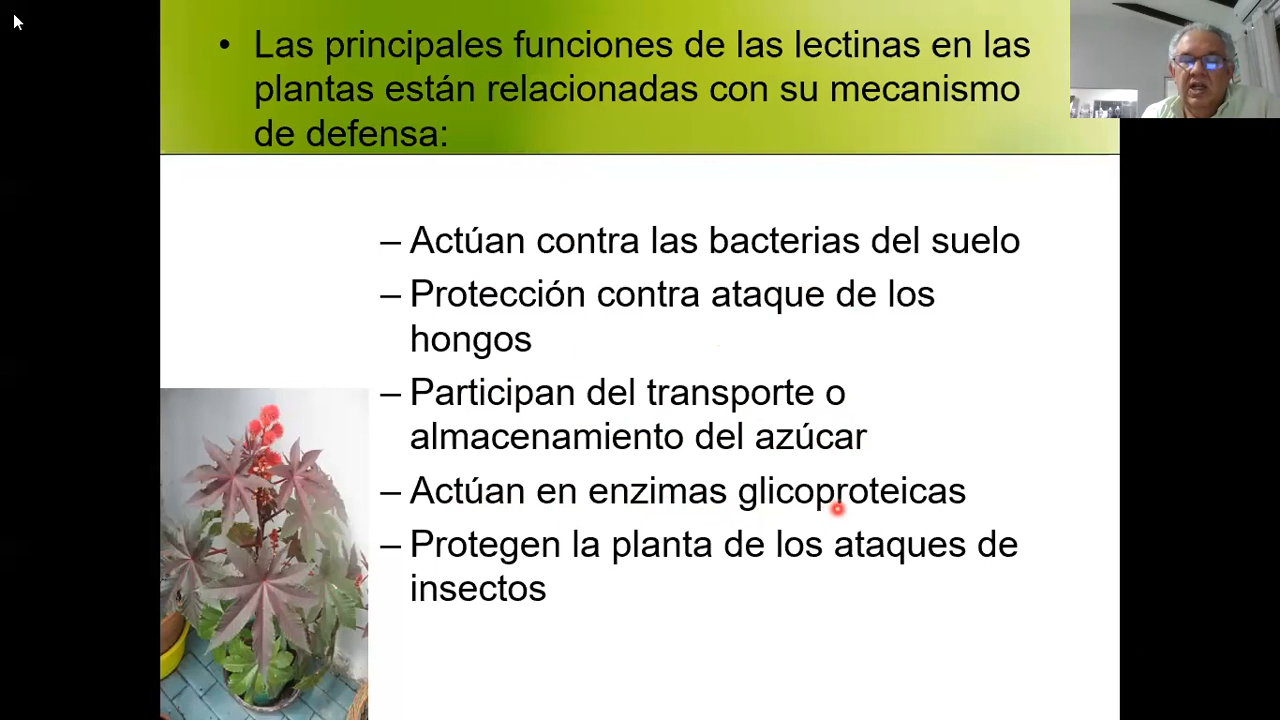 • Las principales funciones de las lectinas en las
plantas están relacionadas con su mecanismo
de defensa:
– Actúan contra las bacterias del suelo
– Protección contra ataque de los
hongos
– Participan del transporte o
almacenamiento del azúcar
– Actúan en enzimas glicoproteicas
– Protegen la planta de los ataques de
insectos